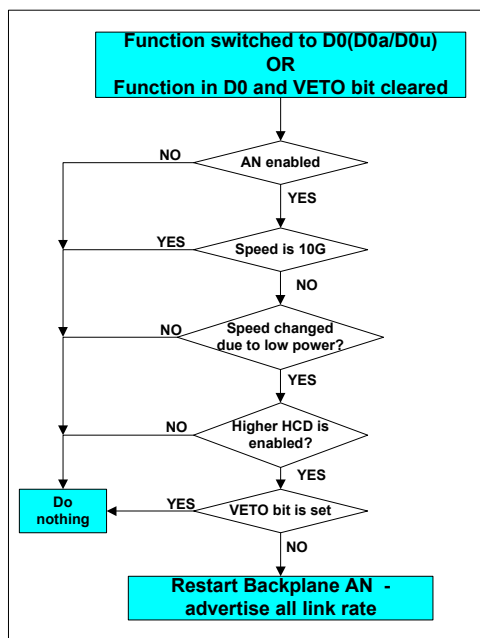 Function switched to D0(D0a/D0u)
OR
Function in D0 and VETO bit cleared
NO
AN enabled
YES
YES
Speed is 10G
NO
NO
Speed changed
due to low power?
YES
NO
Higher HCD is
enabled?
YES
Do
nothing
YES
VETO bit is set
NO
Restart Backplane AN -
advertise all link rate